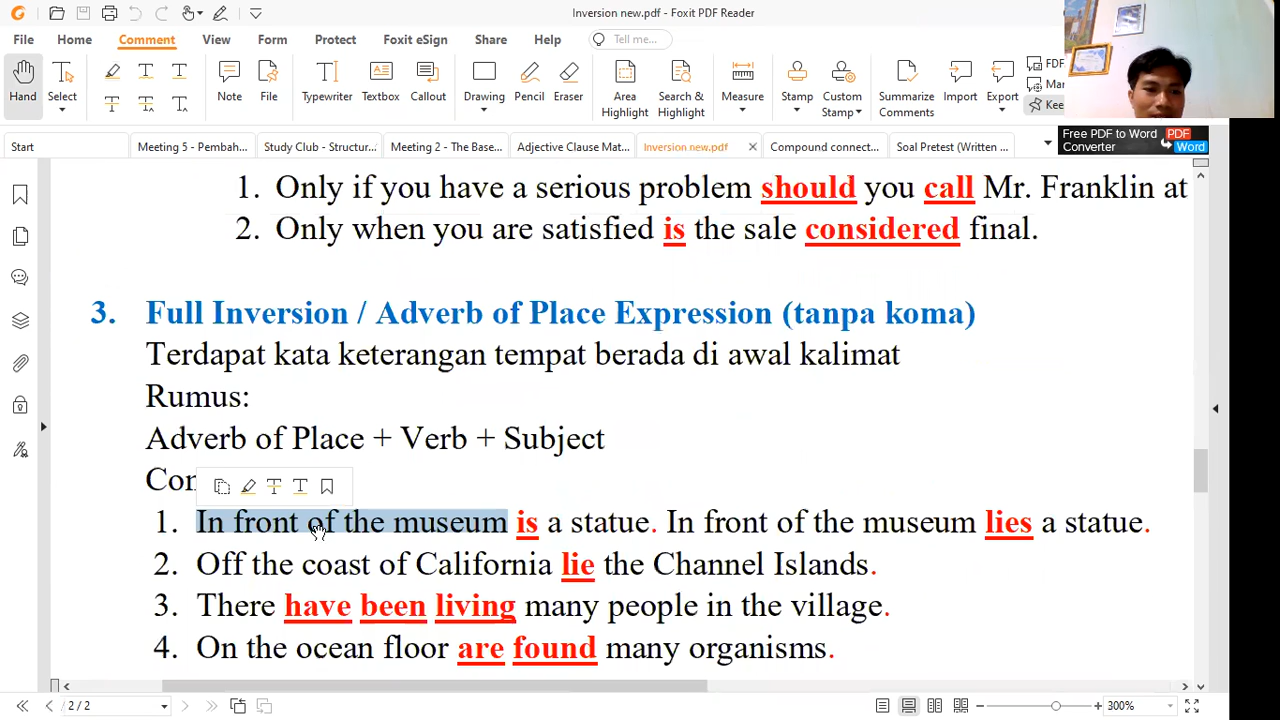 Inversion new.pdf - Foxit PDF Reader
File Home Comment View Form Protect Foxit eSign Share Help Tell me...
Hand Select Note File Typewriter Textbox Callout Drawing Pencil Eraser Area Highlight Search & Highlight Measure Stamp Custom Stamp Summarize Comments Import Export FDF Mar Kee
Start Meeting 5 - Pembah... Study Club - Structur... Meeting 2 - The Base... Adjective Clause Mat... Inversion new.pdf Compound connect... Soal Pretest (Written ...
Free PDF to Word Converter PDF Word
1. Only if you have a serious problem should you call Mr. Franklin at
2. Only when you are satisfied is the sale considered final.
3. Full Inversion / Adverb of Place Expression (tanpa koma)
Terdapat kata keterangan tempat berada di awal kalimat
Rumus:
Adverb of Place + Verb + Subject
Con
1. In front of the museum is a statue. In front of the museum lies a statue.
2. Off the coast of California lie the Channel Islands.
3. There have been living many people in the village.
4. On the ocean floor are found many organisms.
2 / 2 300%